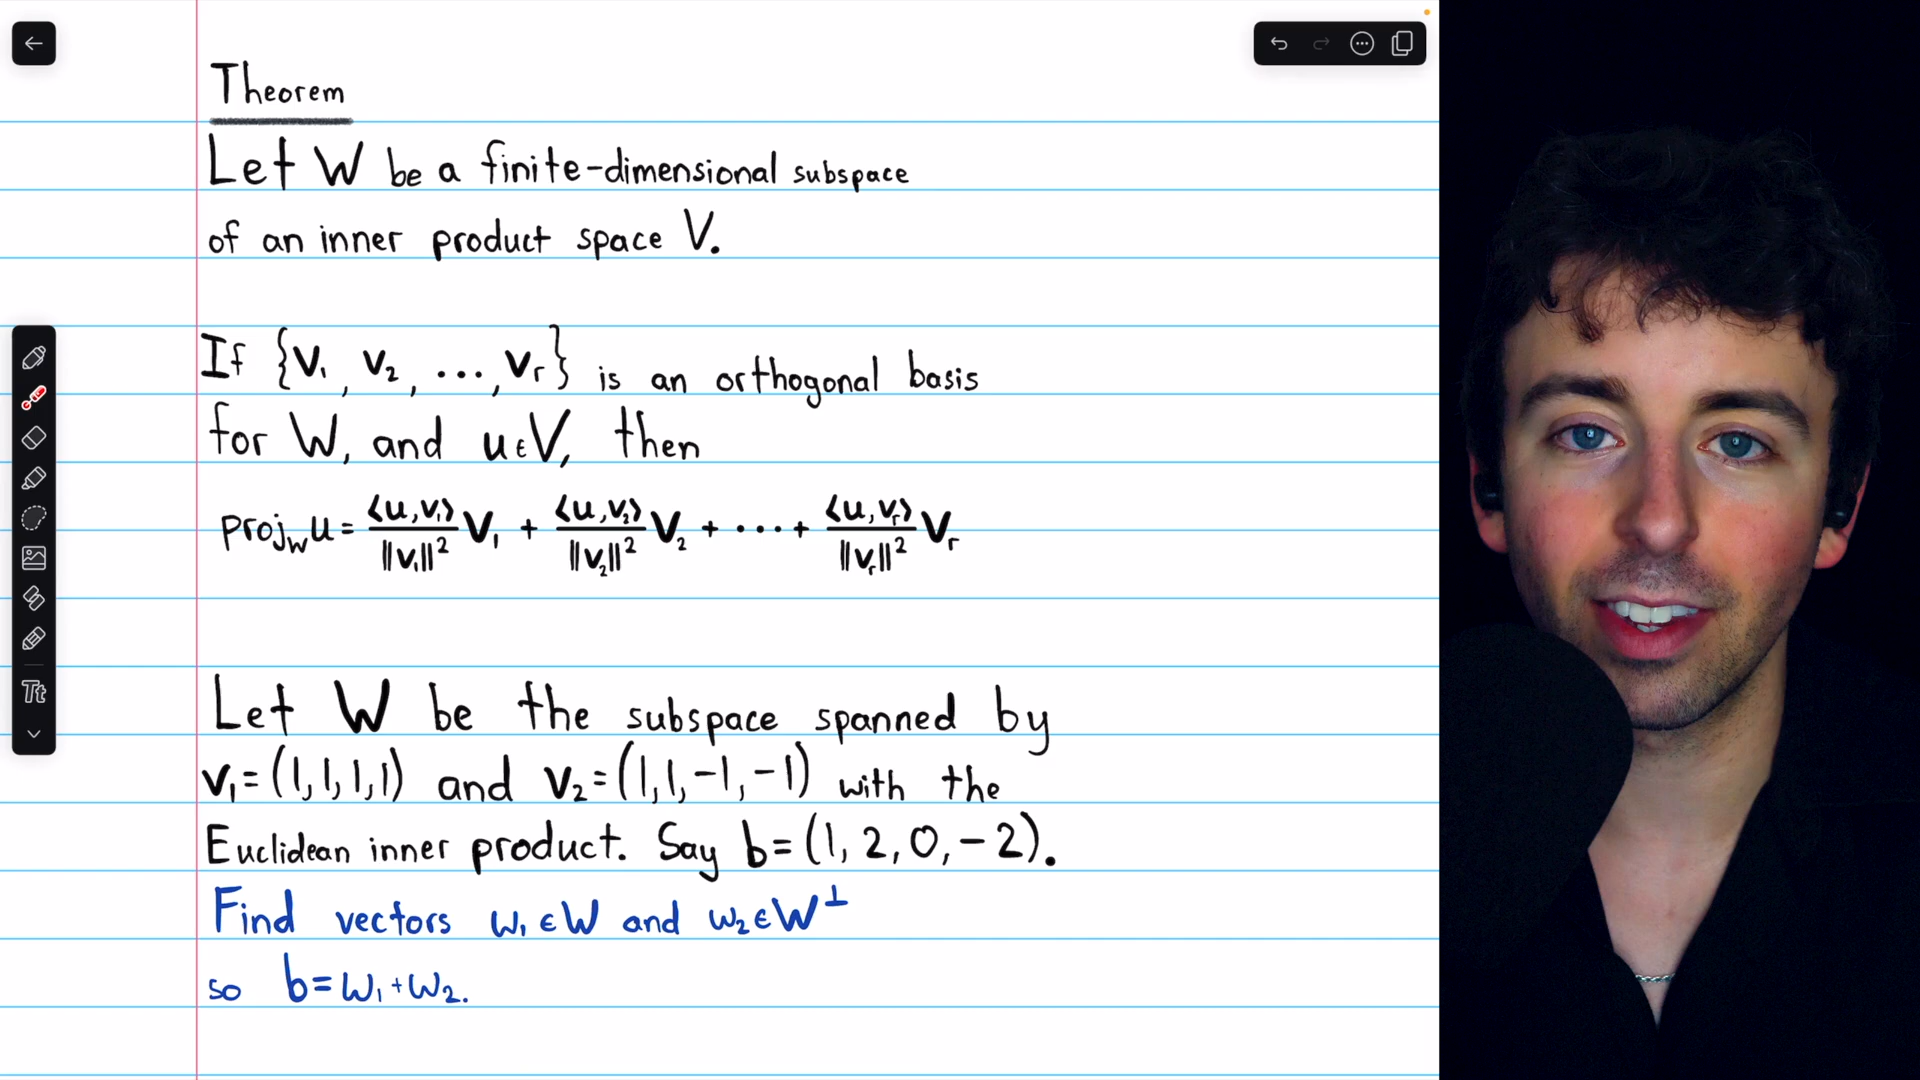 Theorem
Let W be a finite-dimensional subspace
of an inner product space V.
If {v₁, v₂, ..., vᵣ} is an orthogonal basis
for W, and u∈V, then
proj_W u = ⟨u,v₁⟩/‖v₁‖² v₁ + ⟨u,v₂⟩/‖v₂‖² v₂ + ··· + ⟨u,vᵣ⟩/‖vᵣ‖² vᵣ
Let W be the subspace spanned by
v₁=(1,1,1,1) and v₂=(1,1,-1,-1) with the
Euclidean inner product. Say b=(1,2,0,-2).
Find vectors w₁∈W and w₂∈W^⊥
so b=w₁+w₂.
Tt